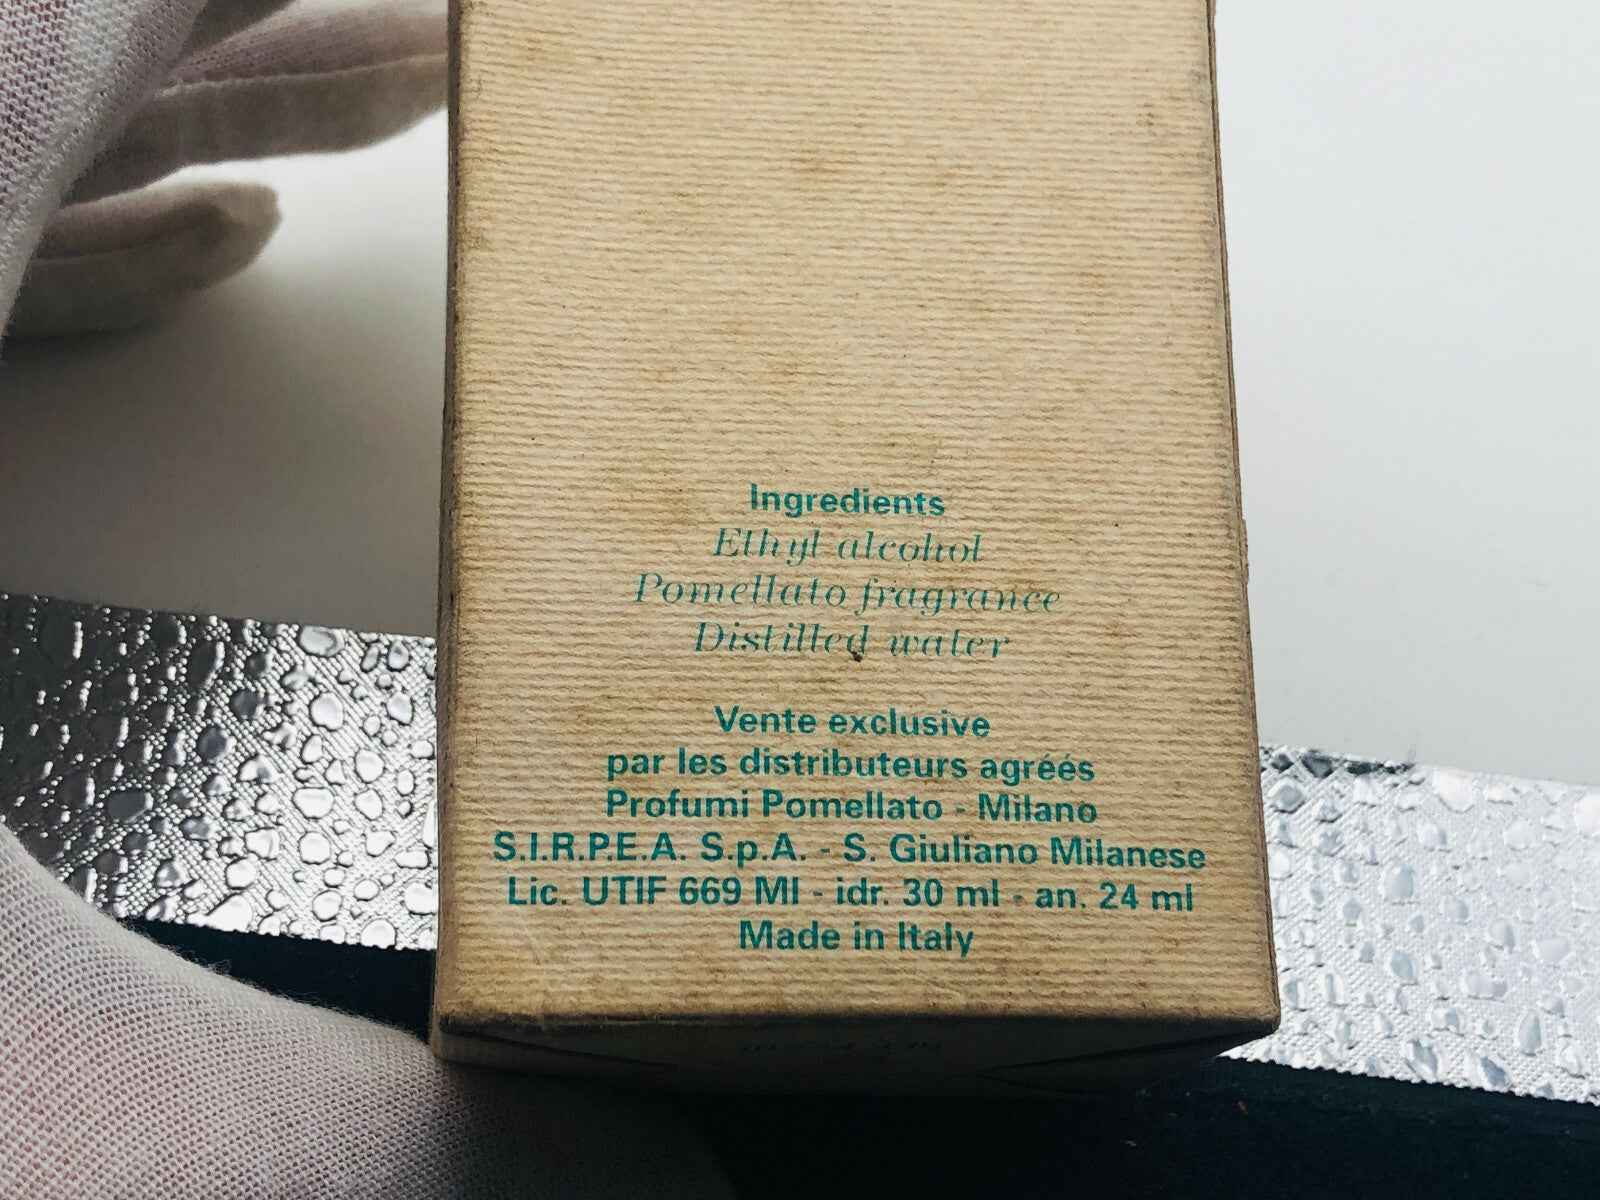 Ingredients
Ethyl alcohol
Pomellato fragrance
Distilled water
Vente exclusive
par les distributeurs agréés
Profumi Pomellato - Milano
S.I.R.P.E.A. S.p.A. - S. Giuliano Milanese
Lic. UTIF 669 MI - idr. 30 ml - an. 24 ml
Made in Italy